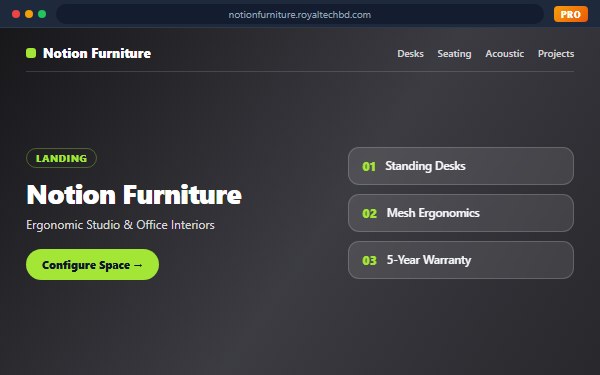 notionfurniture.royaltechbd.com
PRO
Notion Furniture
Desks Seating Acoustic Projects
LANDING
Notion Furniture
Ergonomic Studio & Office Interiors
Configure Space →
01 Standing Desks
02 Mesh Ergonomics
03 5-Year Warranty